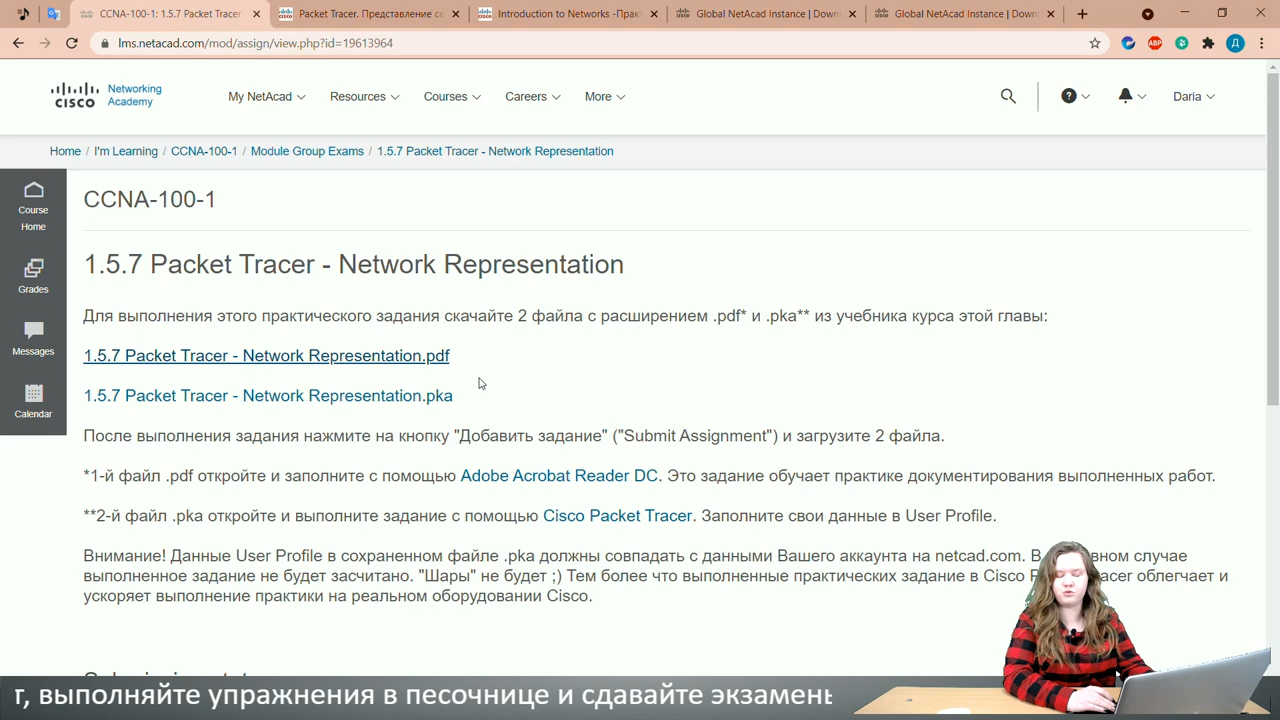 CCNA-100-1: 1.5.7 Packet Tracer
Packet Tracer. Представление се
Introduction to Networks -Прак
Global NetAcad Instance | Down
Global NetAcad Instance | Down
lms.netacad.com/mod/assign/view.php?id=19613964
ABP
Д
cisco Networking Academy
My NetAcad
Resources
Courses
Careers
More
Daria
Home / I'm Learning / CCNA-100-1 / Module Group Exams / 1.5.7 Packet Tracer - Network Representation
Course
Home
Grades
Messages
Calendar
CCNA-100-1
1.5.7 Packet Tracer - Network Representation
Для выполнения этого практического задания скачайте 2 файла с расширением .pdf* и .pka** из учебника курса этой главы:
1.5.7 Packet Tracer - Network Representation.pdf
1.5.7 Packet Tracer - Network Representation.pka
После выполнения задания нажмите на кнопку "Добавить задание" ("Submit Assignment") и загрузите 2 файла.
*1-й файл .pdf откройте и заполните с помощью Adobe Acrobat Reader DC. Это задание обучает практике документирования выполненных работ.
**2-й файл .pka откройте и выполните задание с помощью Cisco Packet Tracer. Заполните свои данные в User Profile.
Внимание! Данные User Profile в сохраненном файле .pka должны совпадать с данными Вашего аккаунта на netcad.com. В вном случае
выполненное задание не будет засчитано. "Шары" не будет ;) Тем более что выполненные практических задание в Cisco P acer облегчает и
ускоряет выполнение практики на реальном оборудовании Cisco.
г, выполняйте упражнения в песочнице и сдавайте экзамены